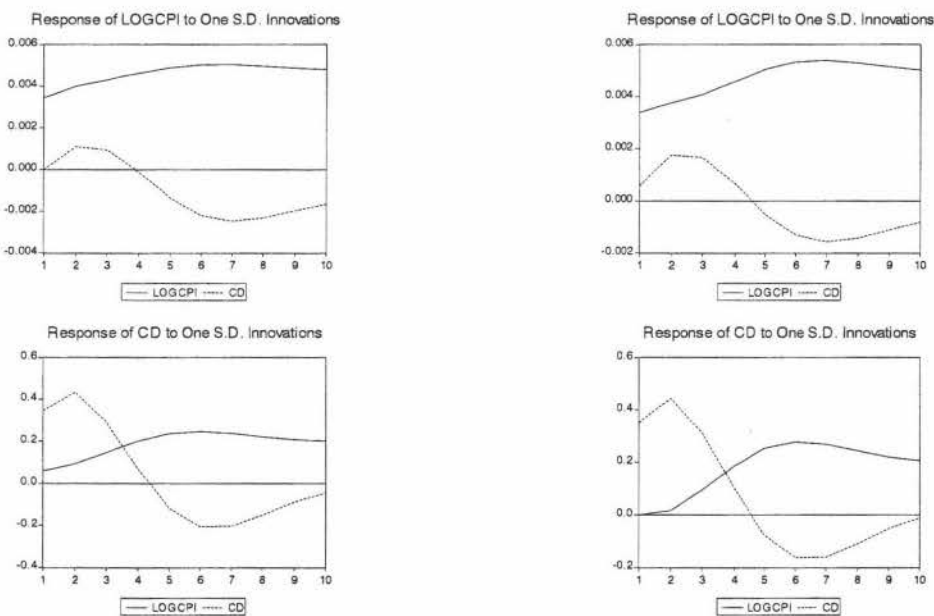 Response of LOGCPI to One S.D. Innovations
0.006
0.004
0.002
0.000
-0.002
-0.004
1 2 3 4 5 6 7 8 9 10
LOGCPI CD
Response of LOGCPI to One S.D. Innovations
0.006
0.004
0.002
0.000
-0.002
1 2 3 4 5 6 7 8 9 10
LOGCPI CD
Response of CD to One S.D. Innovations
0.6
0.4
0.2
0.0
-0.2
-0.4
1 2 3 4 5 6 7 8 9 10
LOGCPI CD
Response of CD to One S.D. Innovations
0.6
0.4
0.2
0.0
-0.2
1 2 3 4 5 6 7 8 9 10
LOGCPI CD